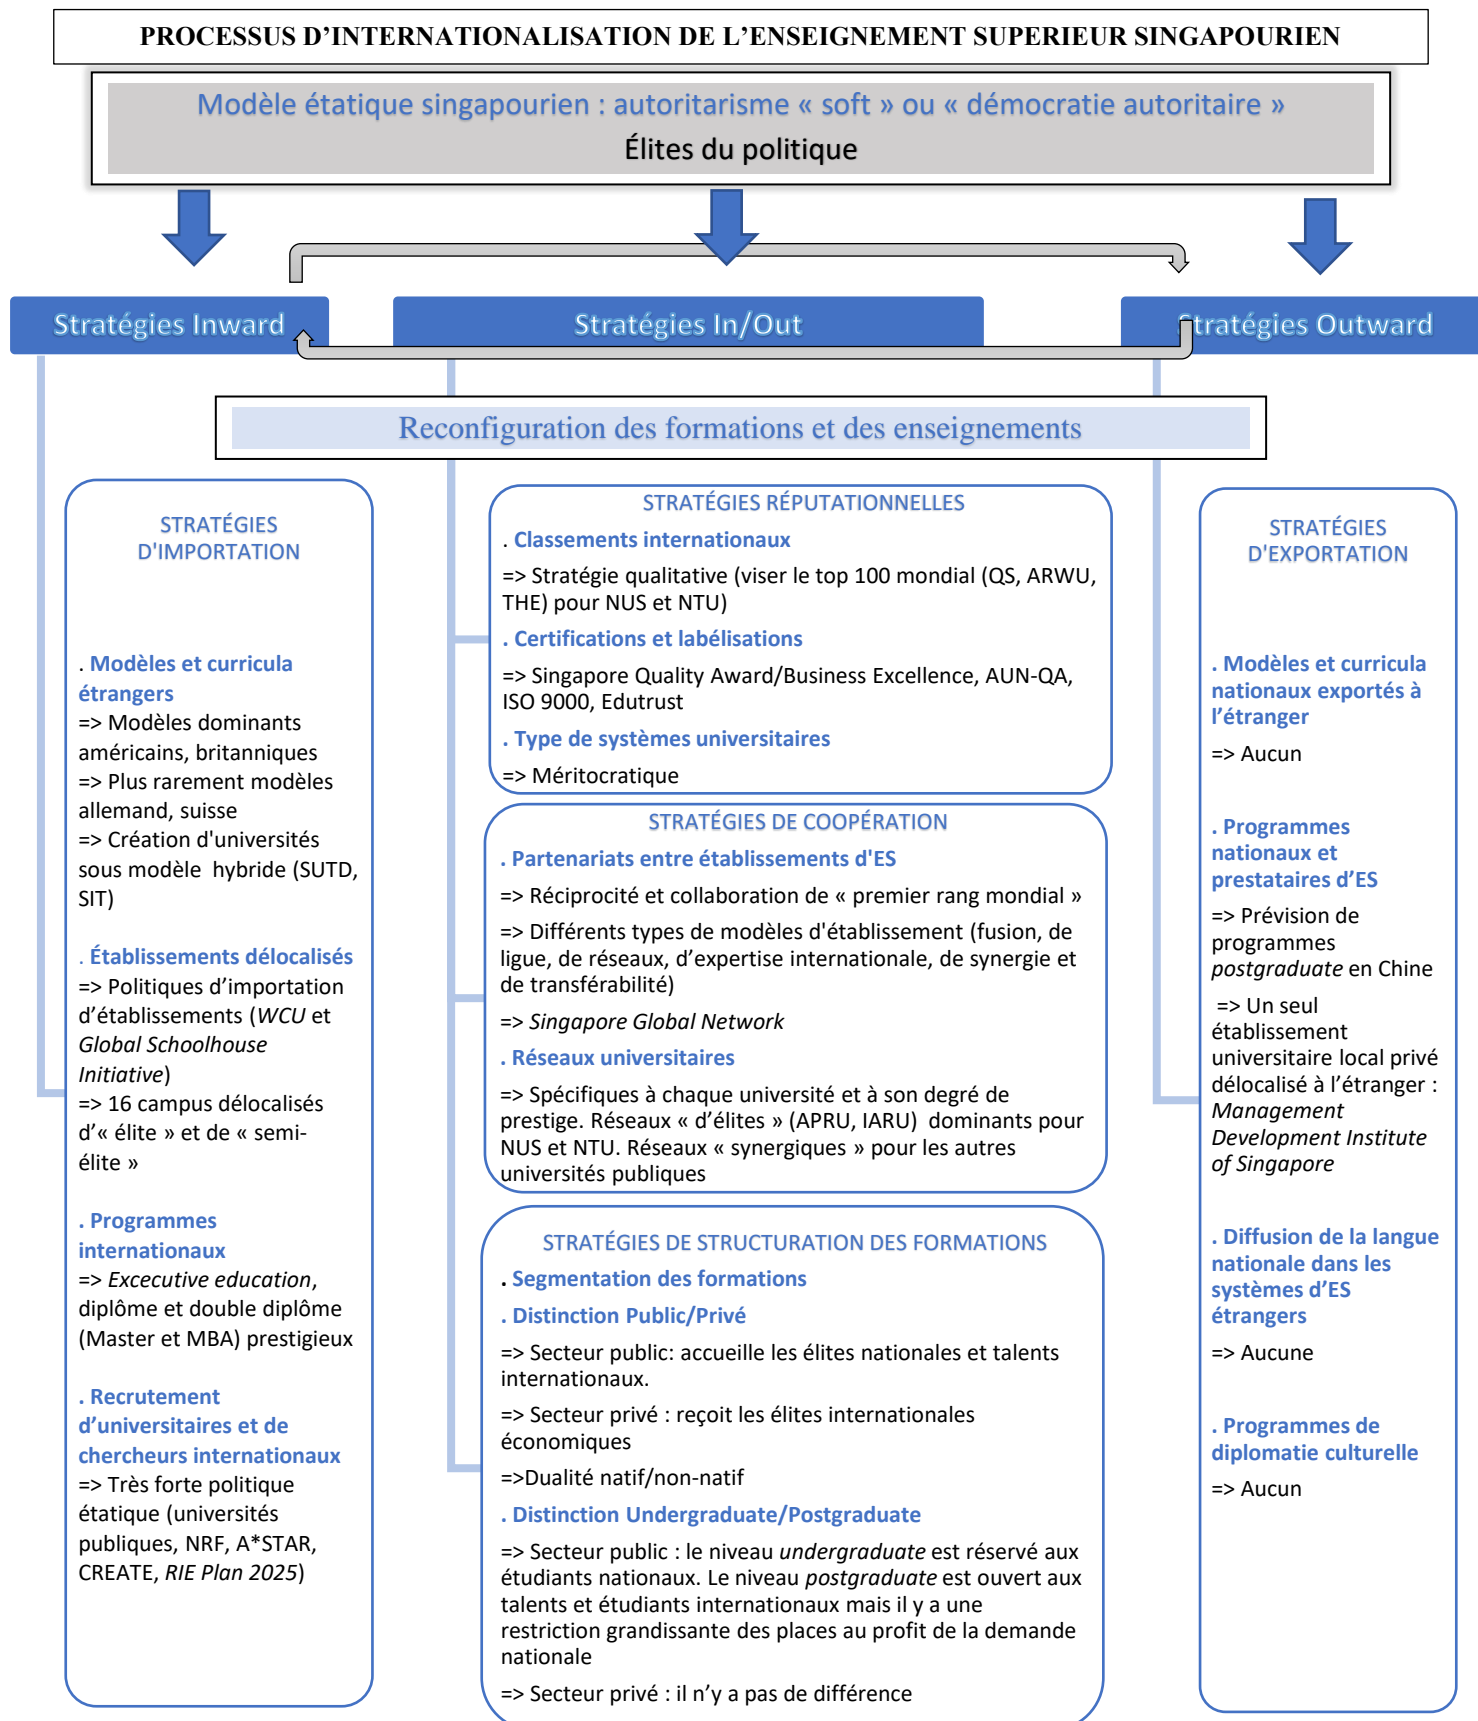 PROCESSUS D’INTERNATIONALISATION DE L’ENSEIGNEMENT SUPERIEUR SINGAPOURIEN
Modèle étatique singapourien : autoritarisme « soft » ou « démocratie autoritaire »
Élites du politique
Stratégies Inward
Stratégies In/Out
Stratégies Outward
Reconfiguration des formations et des enseignements
STRATÉGIES
D'IMPORTATION
. Modèles et curricula
étrangers
=> Modèles dominants
américains, britanniques
=> Plus rarement modèles
allemand, suisse
=> Création d'universités
sous modèle hybride (SUTD,
SIT)
. Établissements délocalisés
=> Politiques d’importation
d’établissements (WCU et
Global Schoolhouse
Initiative)
=> 16 campus délocalisés
d’« élite » et de « semi-
élite »
. Programmes
internationaux
=> Excecutive education,
diplôme et double diplôme
(Master et MBA) prestigieux
. Recrutement
d’universitaires et de
chercheurs internationaux
=> Très forte politique
étatique (universités
publiques, NRF, A*STAR,
CREATE, RIE Plan 2025)
STRATÉGIES RÉPUTATIONNELLES
. Classements internationaux
=> Stratégie qualitative (viser le top 100 mondial (QS, ARWU,
THE) pour NUS et NTU)
. Certifications et labélisations
=> Singapore Quality Award/Business Excellence, AUN-QA,
ISO 9000, Edutrust
. Type de systèmes universitaires
=> Méritocratique
STRATÉGIES DE COOPÉRATION
. Partenariats entre établissements d'ES
=> Réciprocité et collaboration de « premier rang mondial »
=> Différents types de modèles d'établissement (fusion, de
ligue, de réseaux, d’expertise internationale, de synergie et
de transférabilité)
=> Singapore Global Network
. Réseaux universitaires
=> Spécifiques à chaque université et à son degré de
prestige. Réseaux « d’élites » (APRU, IARU) dominants pour
NUS et NTU. Réseaux « synergiques » pour les autres
universités publiques
STRATÉGIES DE STRUCTURATION DES FORMATIONS
. Segmentation des formations
. Distinction Public/Privé
=> Secteur public: accueille les élites nationales et talents
internationaux.
=> Secteur privé : reçoit les élites internationales
économiques
=>Dualité natif/non-natif
. Distinction Undergraduate/Postgraduate
=> Secteur public : le niveau undergraduate est réservé aux
étudiants nationaux. Le niveau postgraduate est ouvert aux
talents et étudiants internationaux mais il y a une
restriction grandissante des places au profit de la demande
nationale
=> Secteur privé : il n’y a pas de différence
STRATÉGIES
D'EXPORTATION
. Modèles et curricula
nationaux exportés à
l’étranger
=> Aucun
. Programmes
nationaux et
prestataires d’ES
=> Prévision de
programmes
postgraduate en Chine
=> Un seul
établissement
universitaire local privé
délocalisé à l'étranger :
Management
Development Institute
of Singapore
. Diffusion de la langue
nationale dans les
systèmes d’ES
étrangers
=> Aucune
. Programmes de
diplomatie culturelle
=> Aucun